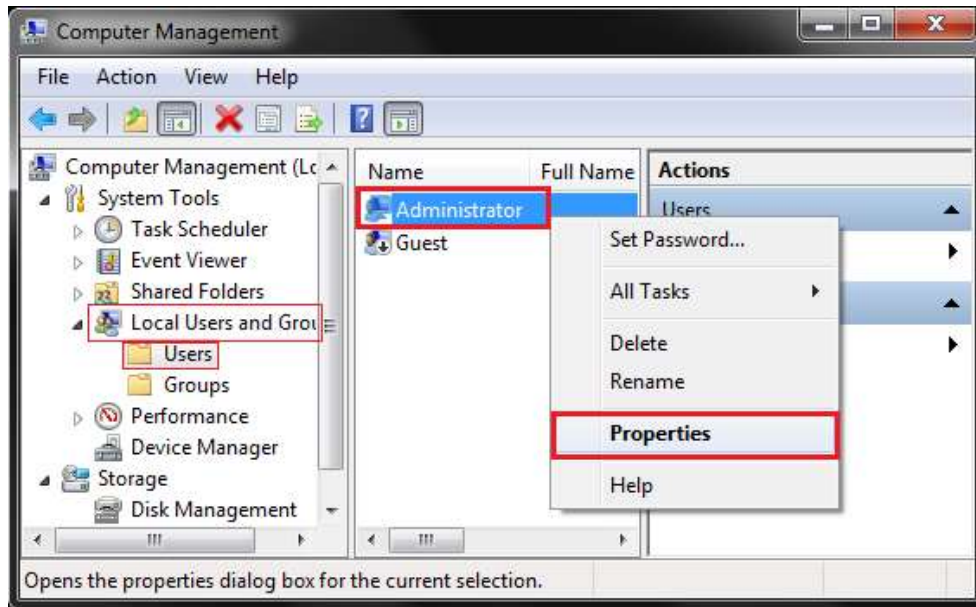 Computer Management
File Action View Help
Computer Management (Lc
System Tools
Task Scheduler
Event Viewer
Shared Folders
Local Users and Grou
Users
Groups
Performance
Device Manager
Storage
Disk Management
Name Full Name
Administrator
Guest
Actions
Users
Set Password...
All Tasks
Delete
Rename
Properties
Help
Opens the properties dialog box for the current selection.